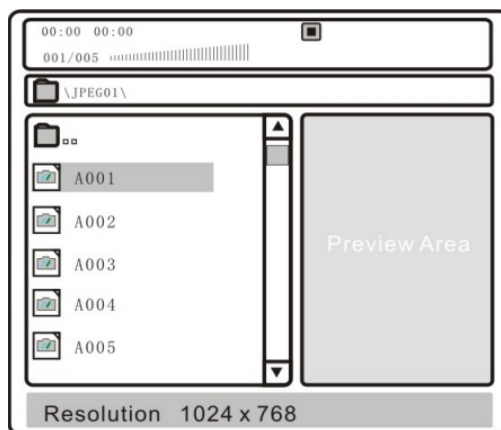 00:00 00:00
001/005
\JPEG01\
..
A001
A002
A003
A004
A005
Preview Area
Resolution 1024 x 768